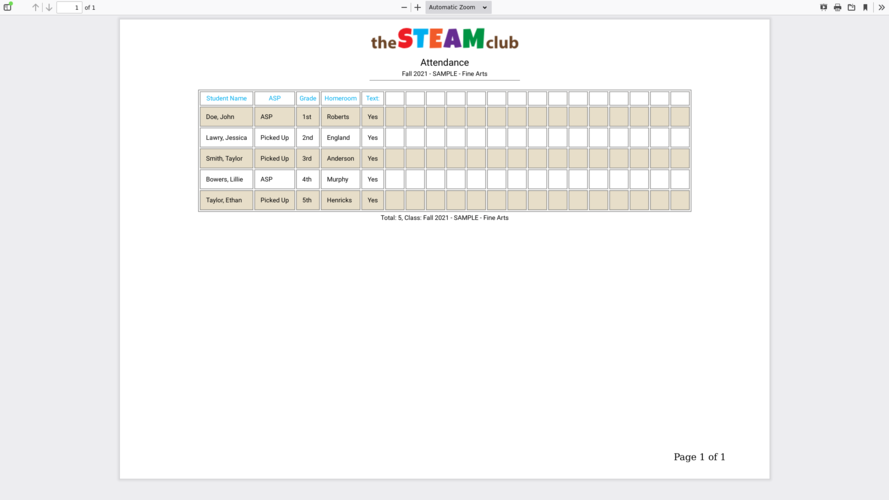 1 of 1
Automatic Zoom
the STEAM club
Attendance
Fall 2021 - SAMPLE - Fine Arts
Student Name ASP Grade Homeroom Text
Doe, John ASP 1st Roberts Yes
Lawry, Jessica Picked Up 2nd England Yes
Smith, Taylor Picked Up 3rd Anderson Yes
Bowers, Lillie ASP 4th Murphy Yes
Taylor, Ethan Picked Up 5th Henricks Yes
Total: 5, Class: Fall 2021 - SAMPLE - Fine Arts
Page 1 of 1